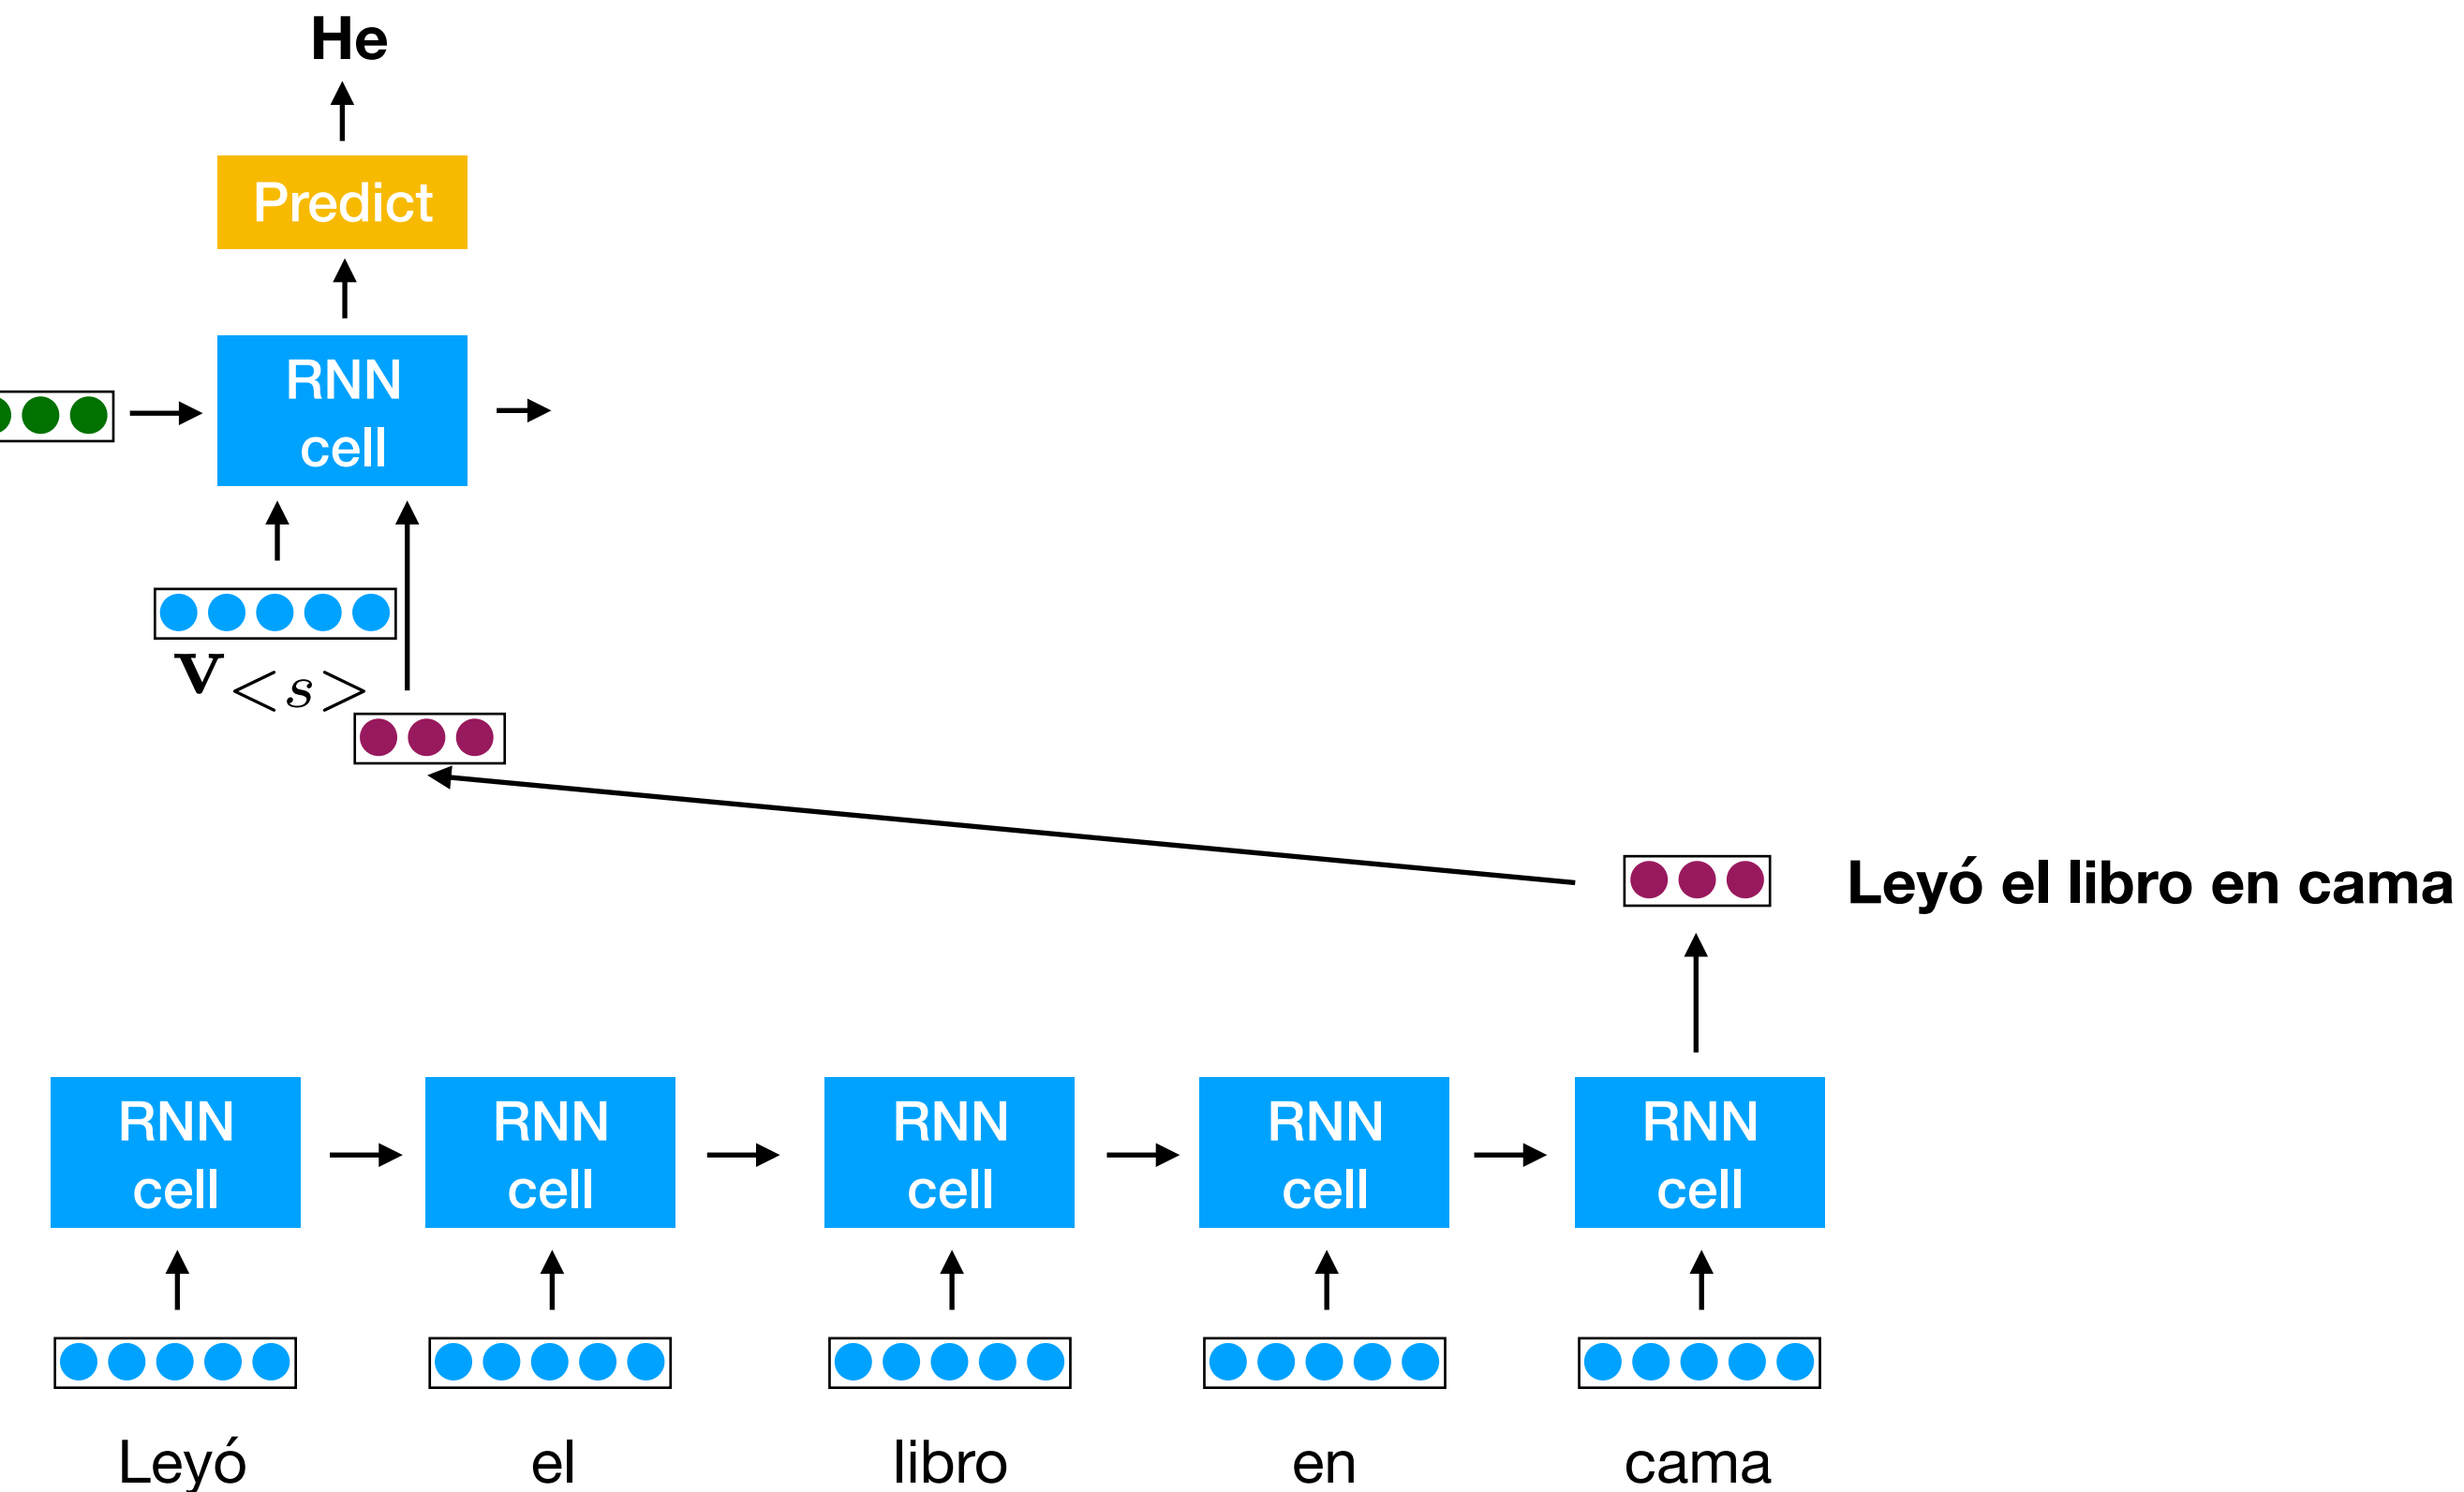 He
Predict
RNN
cell
v<s>
Leyó el libro en cama
RNN
cell
RNN
cell
RNN
cell
RNN
cell
RNN
cell
Leyó
el
libro
en
cama